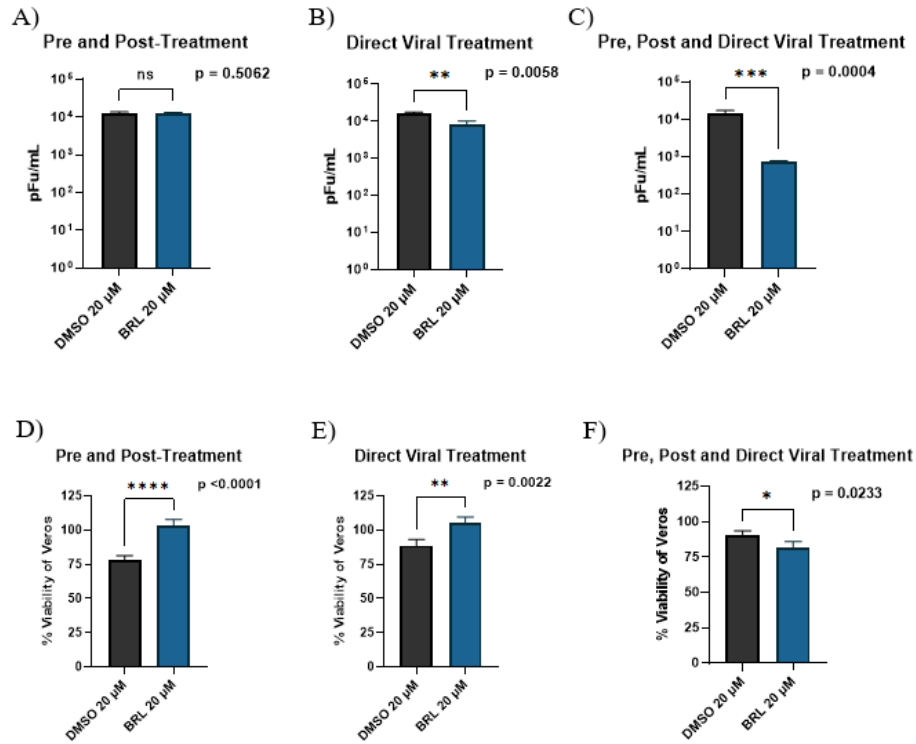 A)
Pre and Post-Treatment
ns
p = 0.5062
pFu/mL
10⁶
10⁵
10⁴
10³
10²
10¹
10⁰
DMSO 20 µM
BRL 20 µM
B)
Direct Viral Treatment
**
p = 0.0058
pFu/mL
10⁶
10⁵
10⁴
10³
10²
10¹
10⁰
DMSO 20 µM
BRL 20 µM
C)
Pre, Post and Direct Viral Treatment
***
p = 0.0004
pFu/mL
10⁶
10⁵
10⁴
10³
10²
10¹
10⁰
DMSO 20 µM
BRL 20 µM
D)
Pre and Post-Treatment
****
p <0.0001
% Viability of Veros
125
100
75
50
25
0
DMSO 20 µM
BRL 20 µM
E)
Direct Viral Treatment
**
p = 0.0022
% Viability of Veros
125
100
75
50
25
0
DMSO 20 µM
BRL 20 µM
F)
Pre, Post and Direct Viral Treatment
*
p = 0.0233
% Viability of Veros
125
100
75
50
25
0
DMSO 20 µM
BRL 20 µM